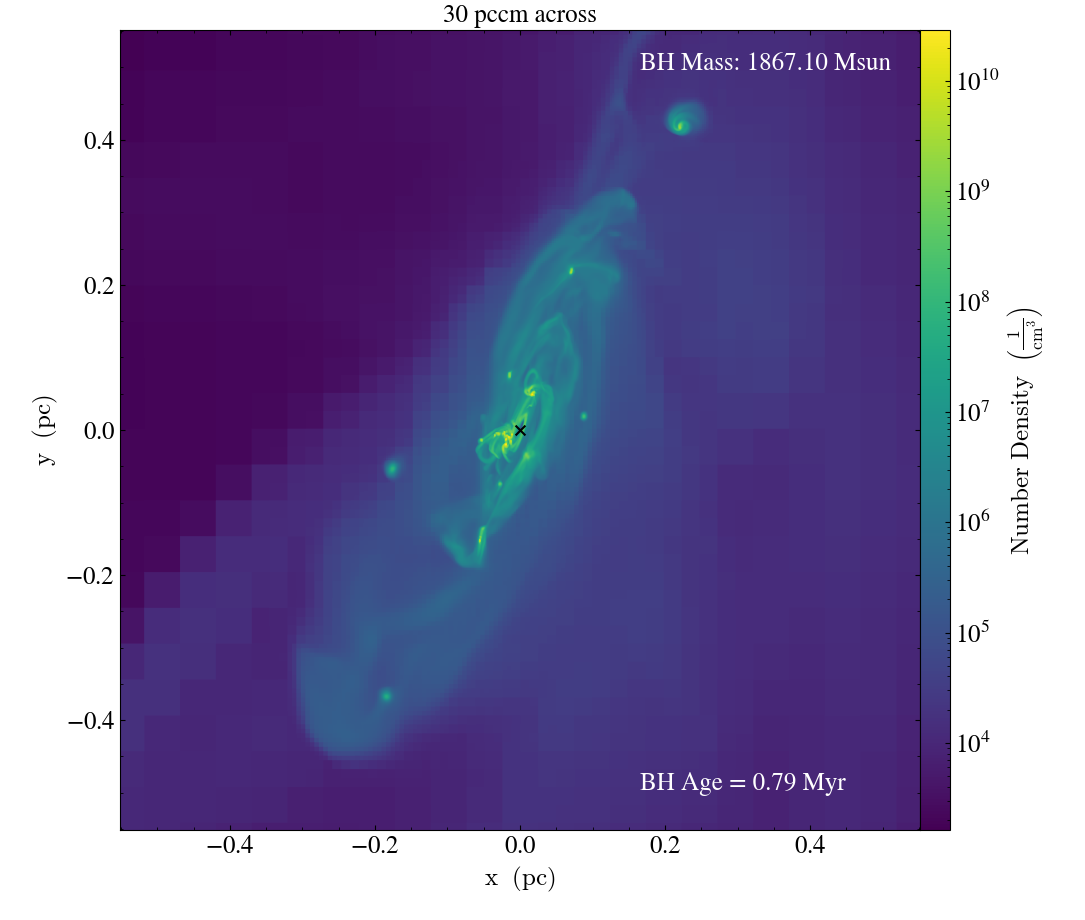 30 pccm across
BH Mass: 1867.10 Msun
BH Age = 0.79 Myr
0.4
0.2
0.0
−0.2
−0.4
y (pc)
−0.4
−0.2
0.0
0.2
0.4
x (pc)
10^10
10^9
10^8
10^7
10^6
10^5
10^4
Number Density (1/cm^3)